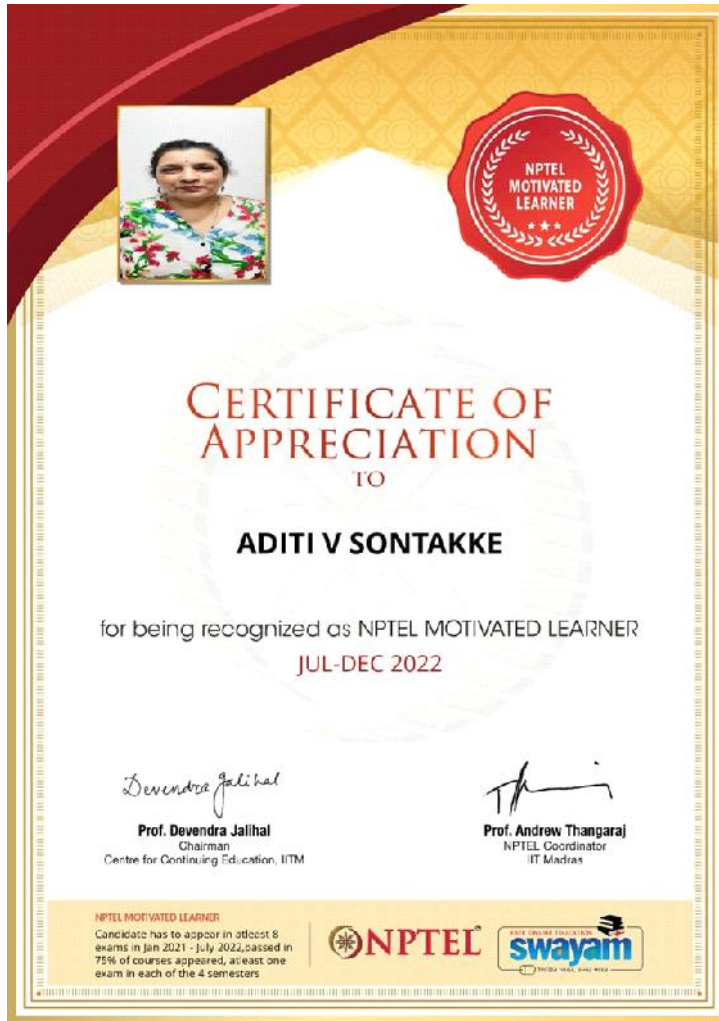 NPTEL
MOTIVATED
LEARNER
CERTIFICATE OF
APPRECIATION
TO
ADITI V SONTAKKE
for being recognized as NPTEL MOTIVATED LEARNER
JUL-DEC 2022
Devendra Jalihal
Prof. Devendra Jalihal
Chairman
Centre for Continuing Education, IITM
Prof. Andrew Thangaraj
NPTEL Coordinator
IIT Madras
NPTEL MOTIVATED LEARNER
Candidate has to appear in atleast 8
exams in Jan 2021 - July 2022,passed in
75% of courses appeared, atleast one
exam in each of the 4 semesters
NPTEL
FREE ONLINE EDUCATION
swayam